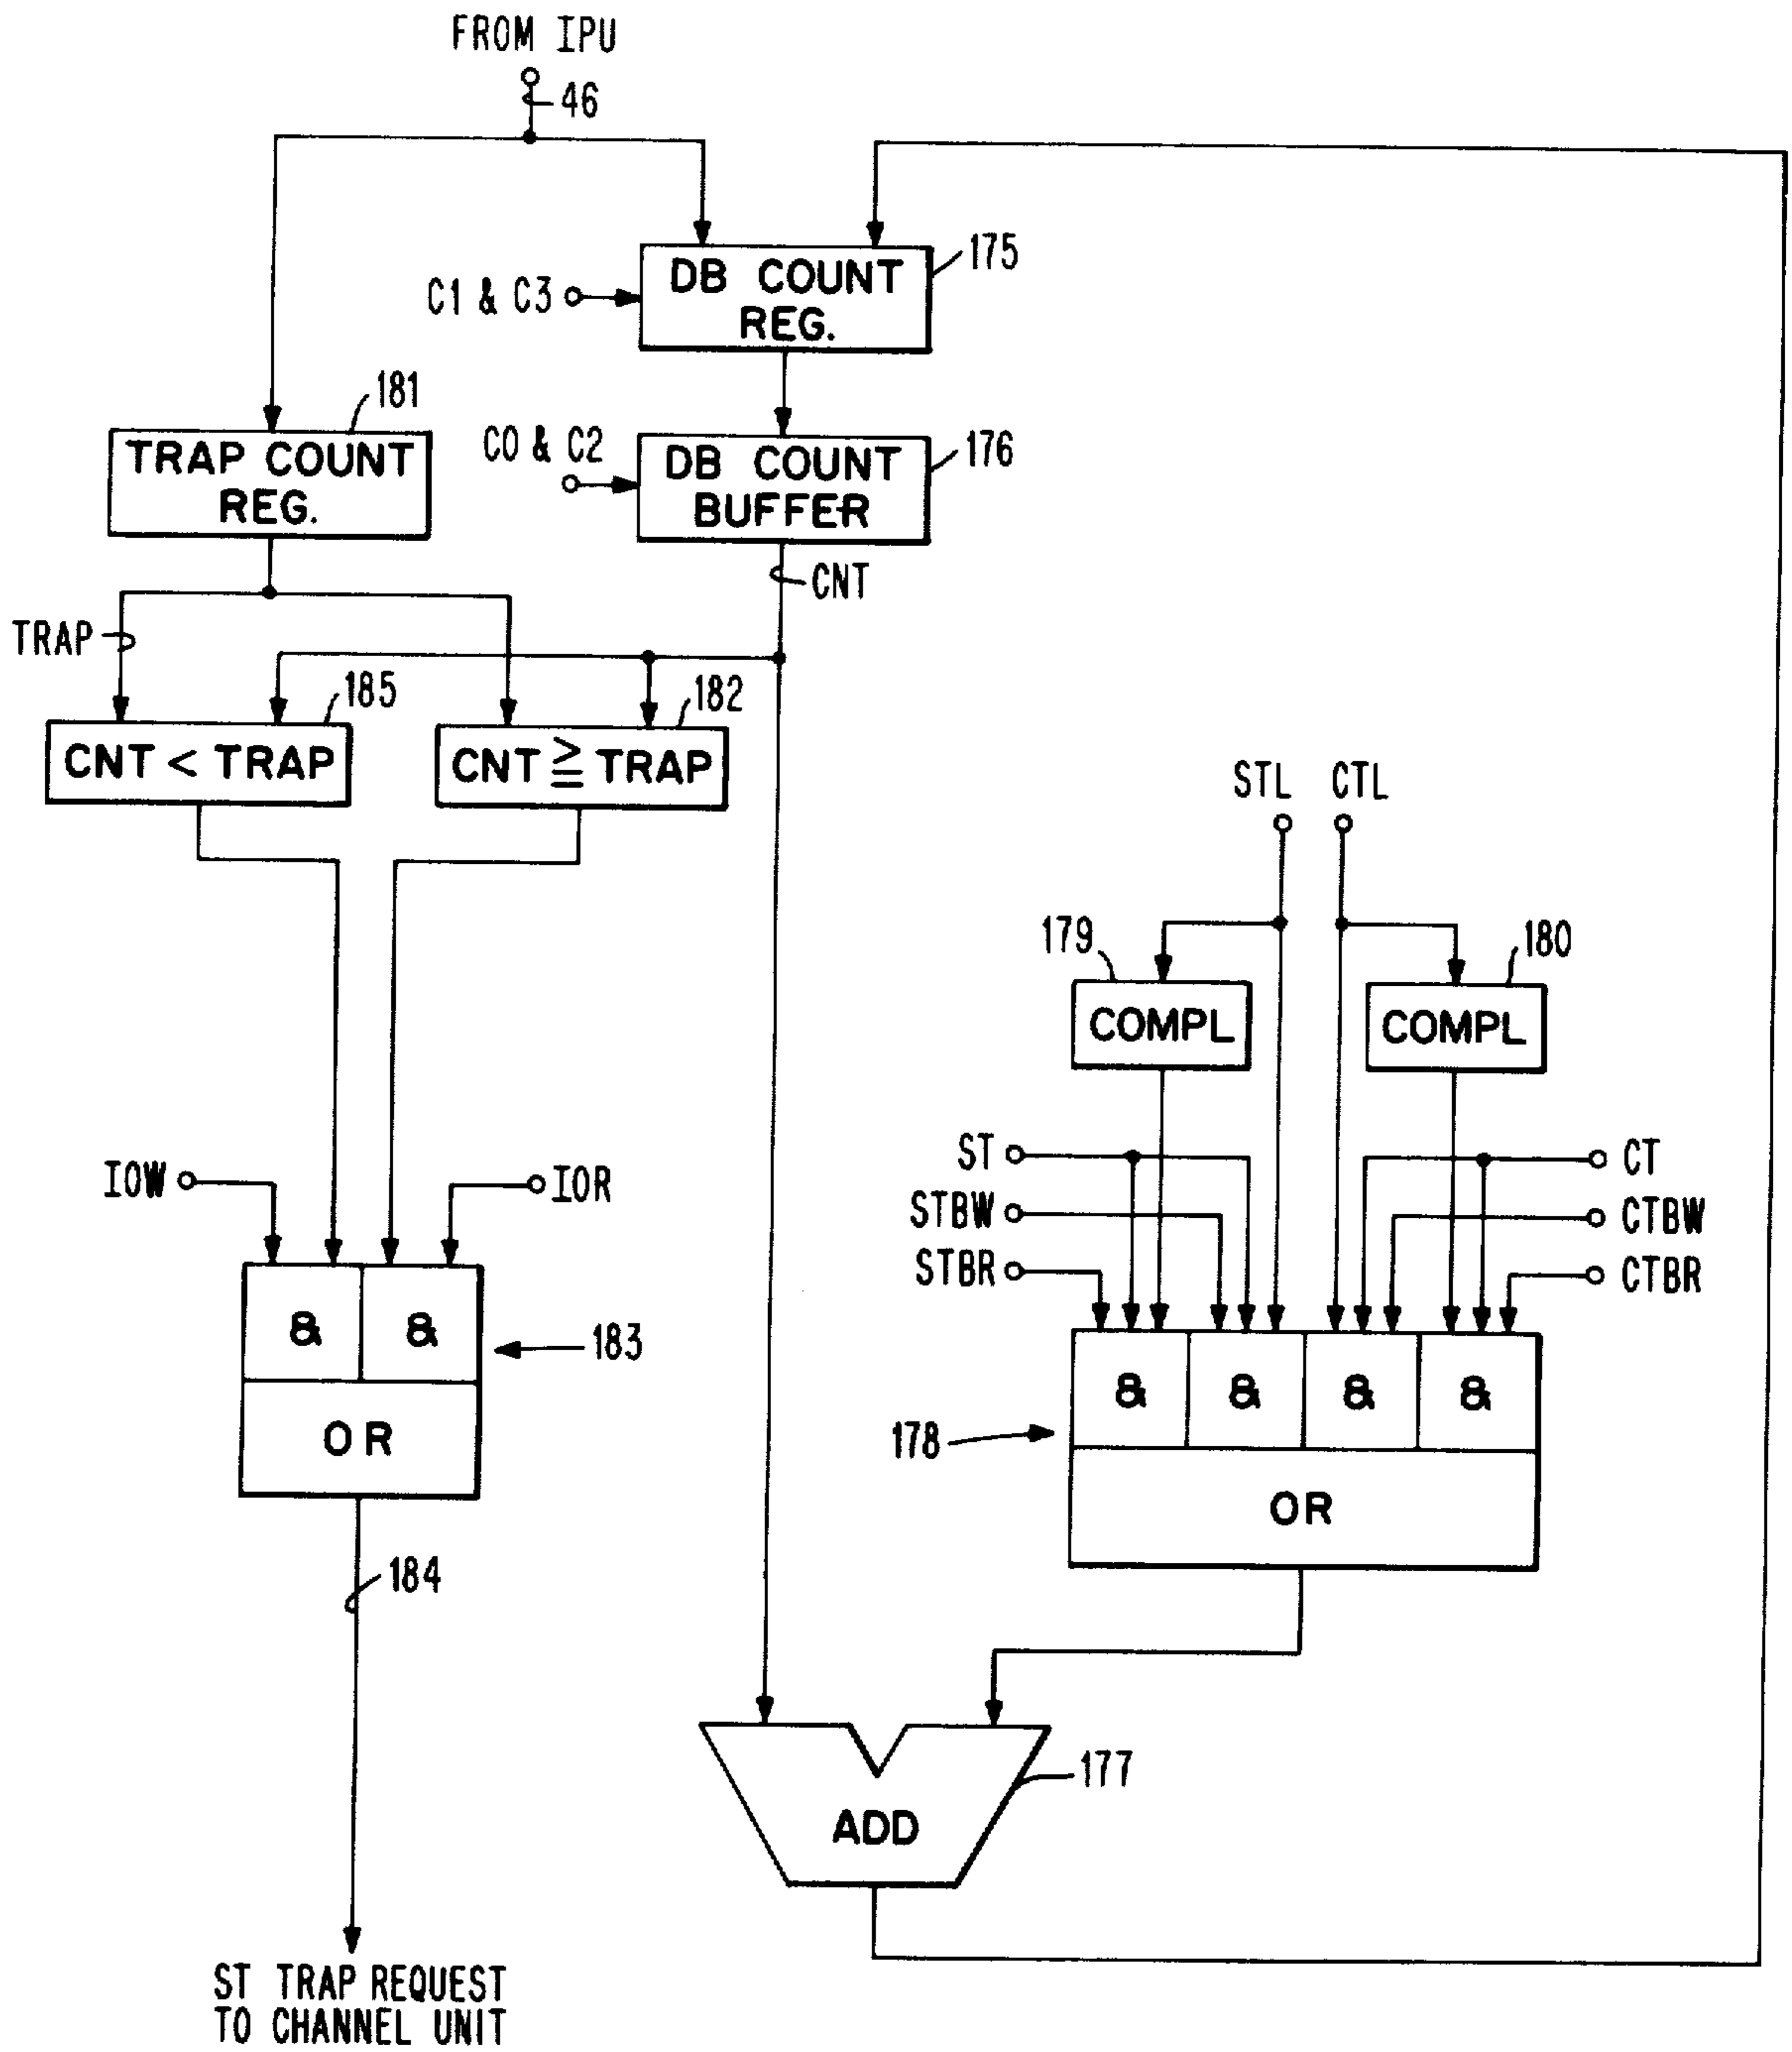 FROM IPU
46
175
DB COUNT
REG.
C1 & C3
181
TRAP COUNT
REG.
C0 & C2
176
DB COUNT
BUFFER
CNT
TRAP
185
182
CNT < TRAP
CNT ≧ TRAP
STL
CTL
179
180
COMPL
COMPL
ST
CT
IOW
IOR
STBW
CTBW
STBR
CTBR
& &
183
& & & &
OR
178
OR
184
177
ADD
ST TRAP REQUEST
TO CHANNEL UNIT